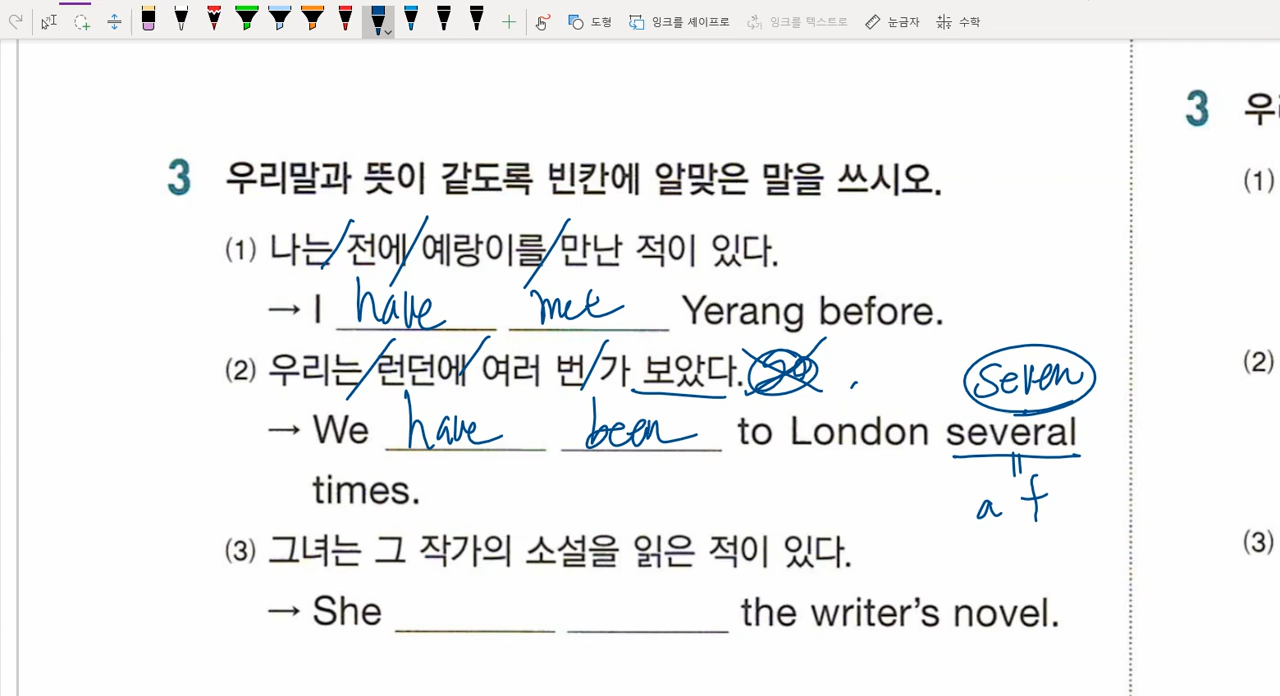 도형 잉크를 셰이프로 잉크를 텍스트로 눈금자 수학
3 우리말과 뜻이 같도록 빈칸에 알맞은 말을 쓰시오.
(1) 나는 / 전에 / 예랑이를 / 만난 적이 있다.
→ I have met Yerang before.
(2) 우리는 / 런던에 / 여러 번 / 가 보았다.
seven
→ We have been to London several
times.
a f
(3) 그녀는 그 작가의 소설을 읽은 적이 있다.
→ She ______ ______ the writer's novel.
3
(1)
(2)
(3)